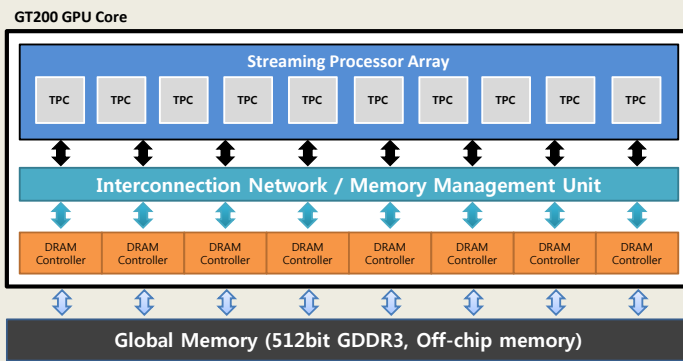 GT200 GPU Core
Streaming Processor Array
TPC TPC TPC TPC TPC TPC TPC TPC TPC TPC
Interconnection Network / Memory Management Unit
DRAM DRAM DRAM DRAM DRAM DRAM DRAM DRAM
Controller Controller Controller Controller Controller Controller Controller Controller
Global Memory (512bit GDDR3, Off-chip memory)